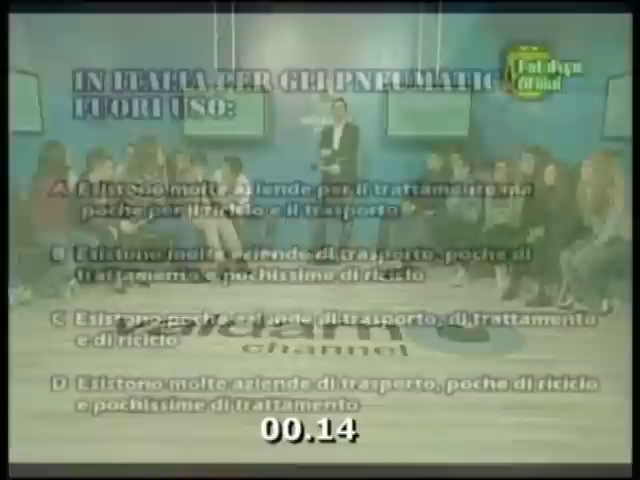 IN ITALIA PER GLI PNEUMATIC
FUORI USO:
A Esistono molte aziende per il trattamento ma
poche per il riciclo e il trasporto
B Esistono molte aziende di trasporto, poche di
trattamento e pochissime di riciclo
C Esistono poche aziende di trasporto, di trattamento
e di riciclo
valdarno
channel
D Esistono molte aziende di trasporto, poche di riciclo
e pochissime di trattamento
00.14